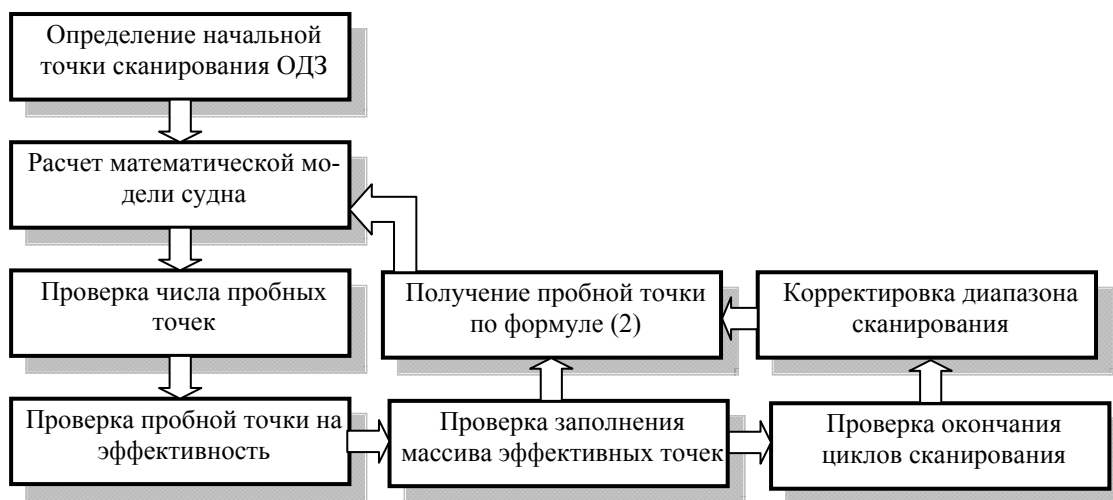 Определение начальной
точки сканирования ОДЗ
Расчет математической мо-
дели судна
Проверка числа пробных
точек
Проверка пробной точки на
эффективность
Получение пробной точки
по формуле (2)
Проверка заполнения
массива эффективных точек
Корректировка диапазона
сканирования
Проверка окончания
циклов сканирования